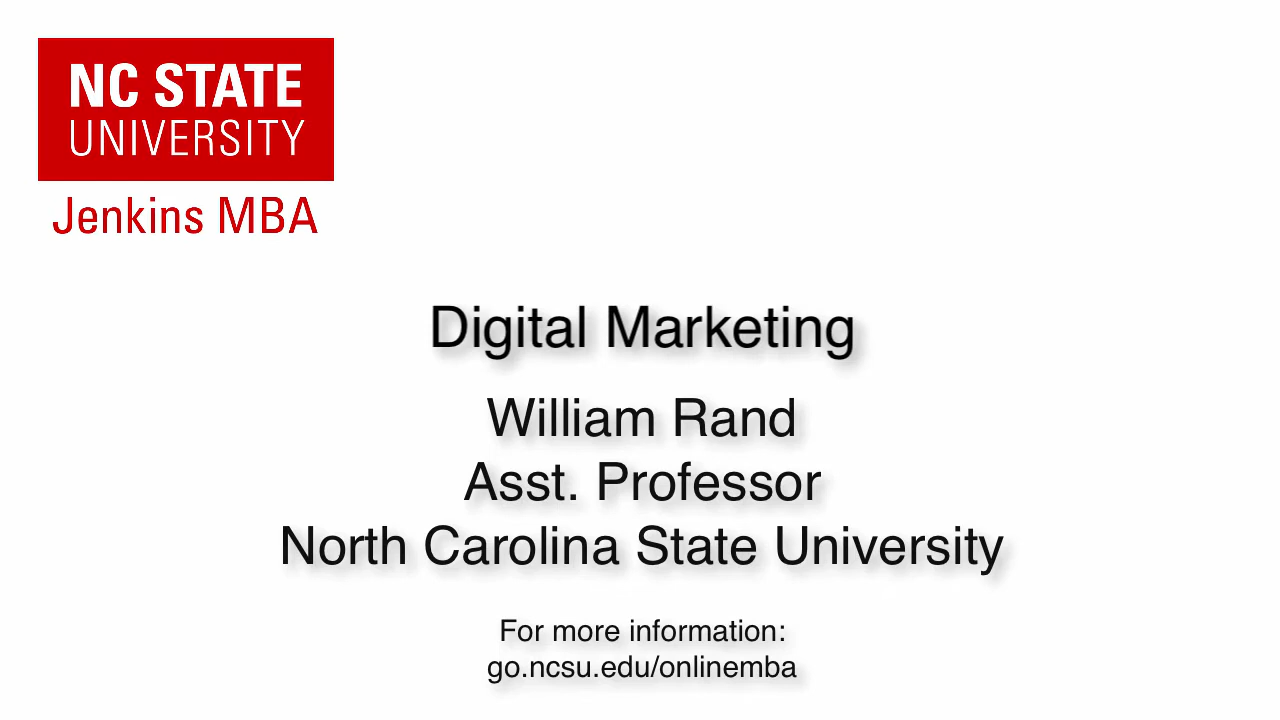 NC STATE
UNIVERSITY
Jenkins MBA
Digital Marketing
William Rand
Asst. Professor
North Carolina State University
For more information:
go.ncsu.edu/onlinemba